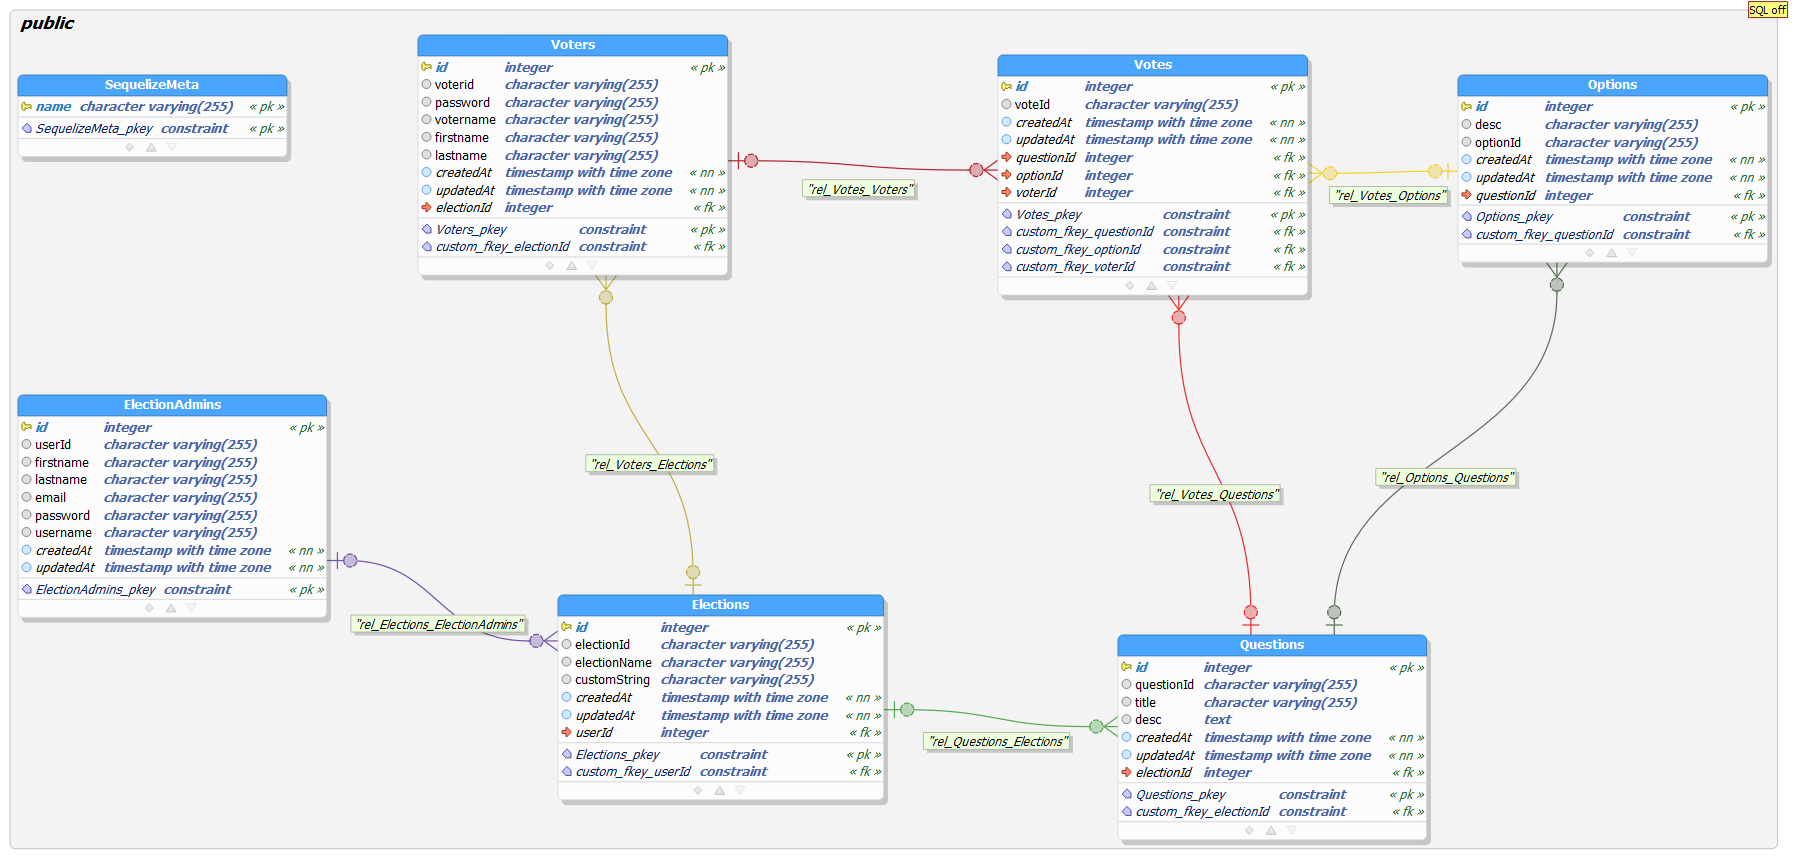 SQL off
public
SequelizeMeta
name character varying(255) « pk »
SequelizeMeta_pkey constraint « pk »
Voters
id integer « pk »
voterid character varying(255)
password character varying(255)
votername character varying(255)
firstname character varying(255)
lastname character varying(255)
createdAt timestamp with time zone « nn »
updatedAt timestamp with time zone « nn »
electionId integer « fk »
Voters_pkey constraint « pk »
custom_fkey_electionId constraint « fk »
"rel_Votes_Voters"
Votes
id integer « pk »
voteId character varying(255)
createdAt timestamp with time zone « nn »
updatedAt timestamp with time zone « nn »
questionId integer « fk »
optionId integer « fk »
voterId integer « fk »
Votes_pkey constraint « pk »
custom_fkey_questionId constraint « fk »
custom_fkey_optionId constraint « fk »
custom_fkey_voterId constraint « fk »
"rel_Votes_Options"
Options
id integer « pk »
desc character varying(255)
optionId character varying(255)
createdAt timestamp with time zone « nn »
updatedAt timestamp with time zone « nn »
questionId integer « fk »
Options_pkey constraint « pk »
custom_fkey_questionId constraint « fk »
ElectionAdmins
id integer « pk »
userId character varying(255)
firstname character varying(255)
lastname character varying(255)
email character varying(255)
password character varying(255)
username character varying(255)
createdAt timestamp with time zone « nn »
updatedAt timestamp with time zone « nn »
ElectionAdmins_pkey constraint « pk »
"rel_Voters_Elections"
"rel_Votes_Questions"
"rel_Options_Questions"
"rel_Elections_ElectionAdmins"
Elections
id integer « pk »
electionId character varying(255)
electionName character varying(255)
customString character varying(255)
createdAt timestamp with time zone « nn »
updatedAt timestamp with time zone « nn »
userId integer « fk »
Elections_pkey constraint « pk »
custom_fkey_userId constraint « fk »
"rel_Questions_Elections"
Questions
id integer « pk »
questionId character varying(255)
title character varying(255)
desc text
createdAt timestamp with time zone « nn »
updatedAt timestamp with time zone « nn »
electionId integer « fk »
Questions_pkey constraint « pk »
custom_fkey_electionId constraint « fk »